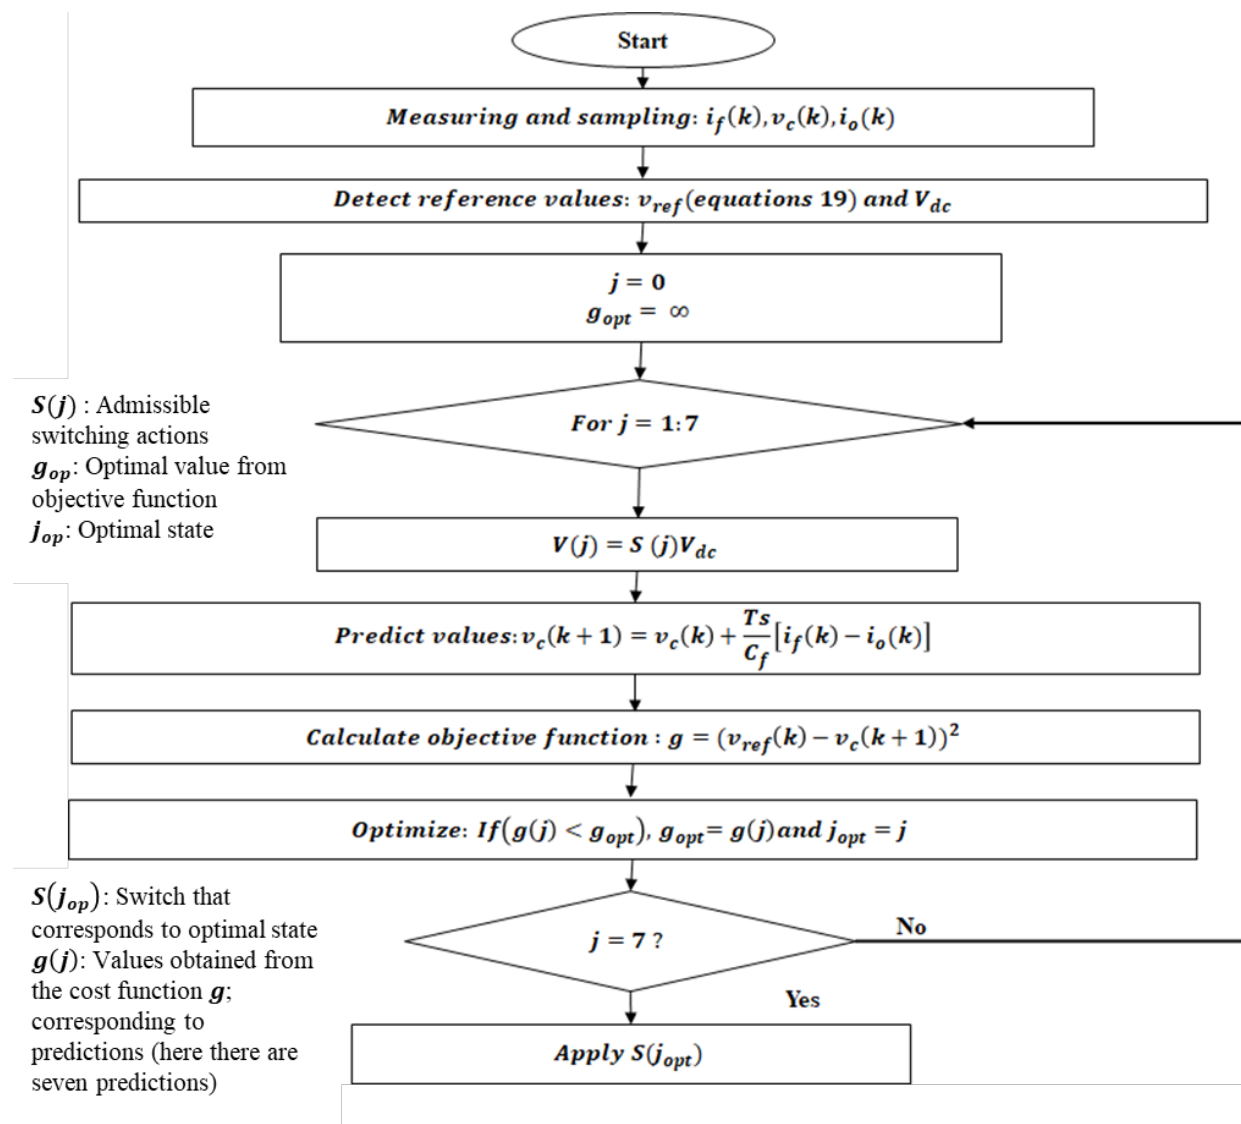 Start
Measuring and sampling: i_f(k),v_c(k),i_o(k)
Detect reference values: v_ref(equations 19) and V_dc
j = 0
g_opt = ∞
For j = 1:7
S(j) : Admissible
switching actions
g_op: Optimal value from
objective function
j_op: Optimal state
V(j) = S (j)V_dc
Predict values:v_c(k + 1) = v_c(k) + Ts/C_f [i_f(k) − i_o(k)]
Calculate objective function : g = (v_ref(k) − v_c(k + 1))²
Optimize: If(g(j) < g_opt), g_opt= g(j)and j_opt = j
S(j_op): Switch that
corresponds to optimal state
g(j): Values obtained from
the cost function g;
corresponding to
predictions (here there are
seven predictions)
j = 7 ?
No
Yes
Apply S(j_opt)